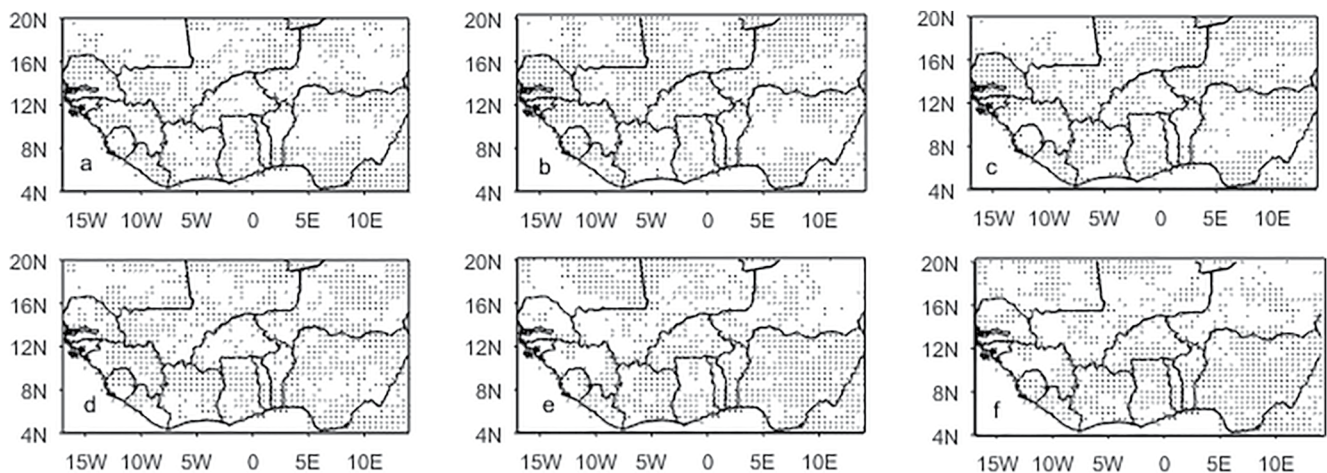 20N 20N 20N
16N 16N 16N
12N 12N 12N
8N 8N 8N
a b c
4N 4N 4N
15W 10W 5W 0 5E 10E 15W 10W 5W 0 5E 10E 15W 10W 5W 0 5E 10E
20N 20N 20N
16N 16N 16N
12N 12N 12N
8N 8N 8N
d e f
4N 4N 4N
15W 10W 5W 0 5E 10E 15W 10W 5W 0 5E 10E 15W 10W 5W 0 5E 10E